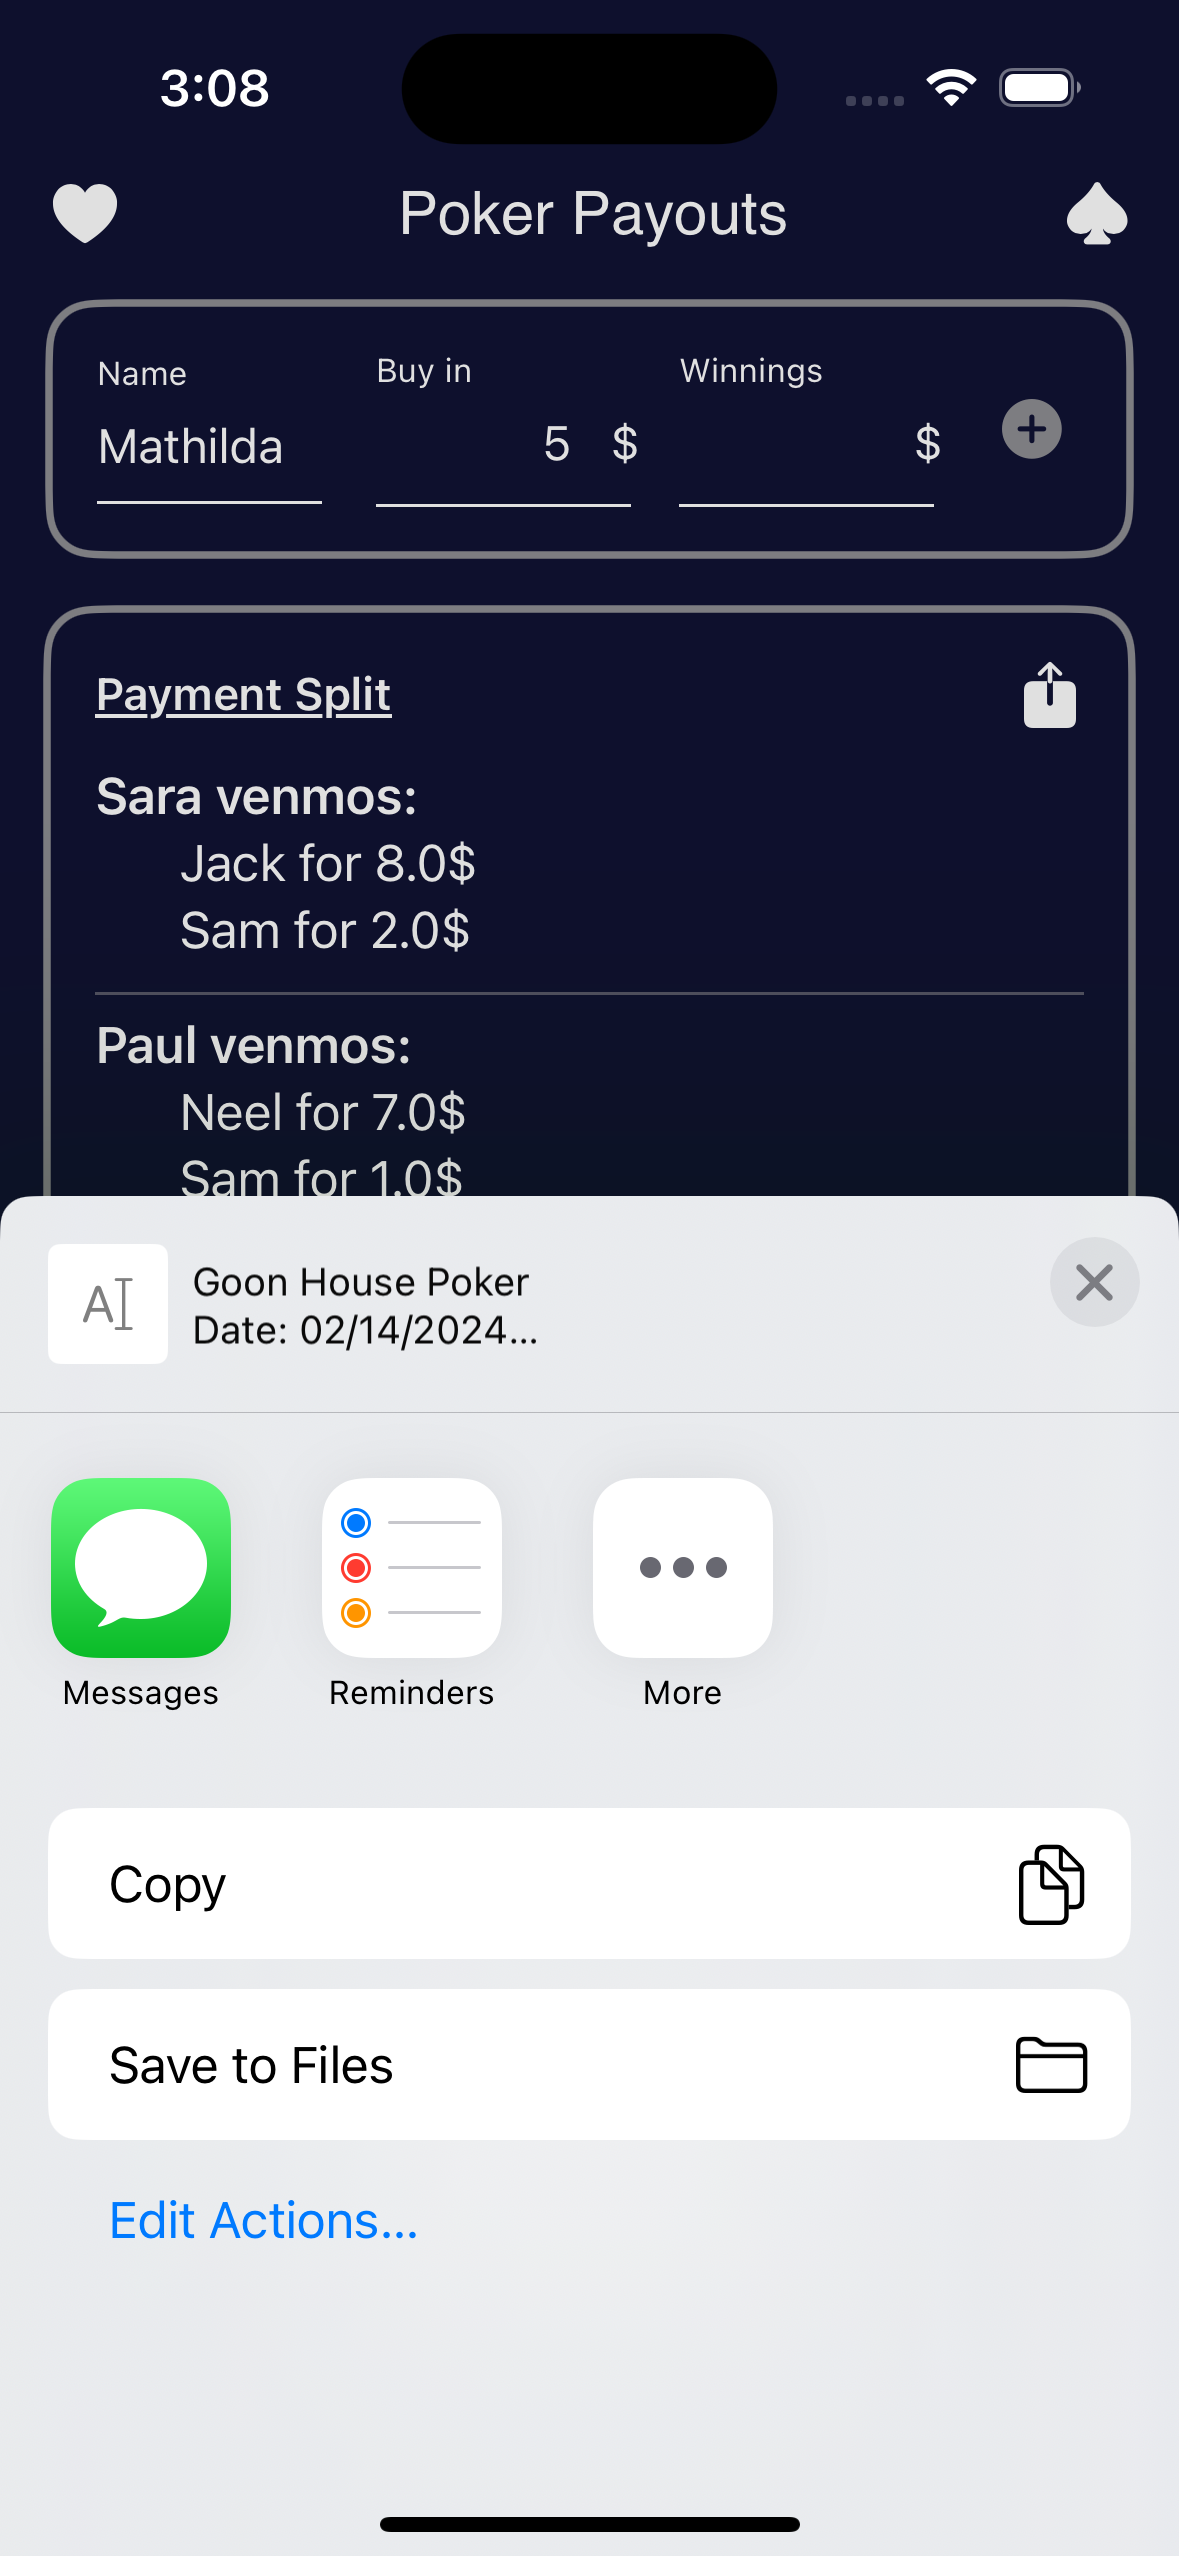 3:08
Poker Payouts
Name Buy in Winnings
Mathilda 5 $ $
Payment Split
Sara venmos:
Jack for 8.0$
Sam for 2.0$
Paul venmos:
Neel for 7.0$
Sam for 1.0$
Goon House Poker
Date: 02/14/2024...
Messages Reminders More
Copy
Save to Files
Edit Actions...